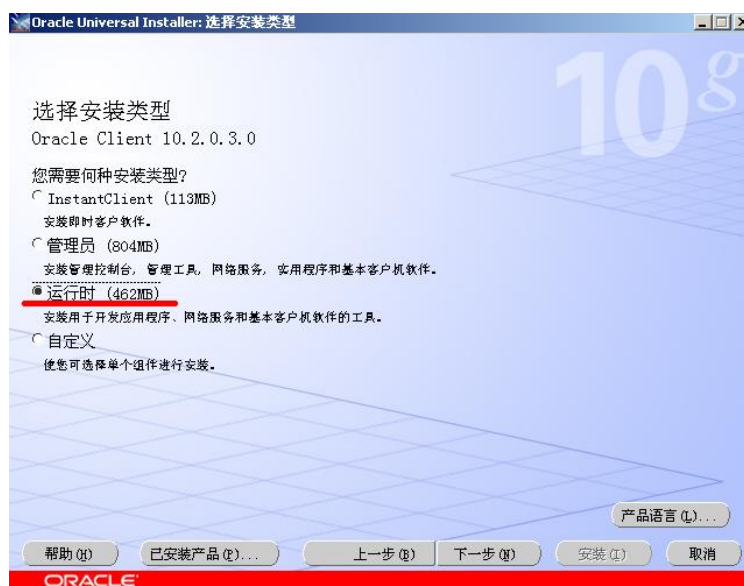 Oracle Universal Installer: 选择安装类型
10g
选择安装类型
Oracle Client 10.2.0.3.0
您需要何种安装类型?
InstantClient (113MB)
安装即时客户软件。
管理员 (804MB)
安装管理控制台, 管理工具, 网络服务, 实用程序和基本客户机软件。
运行时 (462MB)
安装用于开发应用程序、网络服务和基本客户机软件的工具。
自定义
使您可选择单个组件进行安装。
产品语言(L)...
帮助(H) 已安装产品(P)... 上一步(B) 下一步(N) 安装(I) 取消
ORACLE